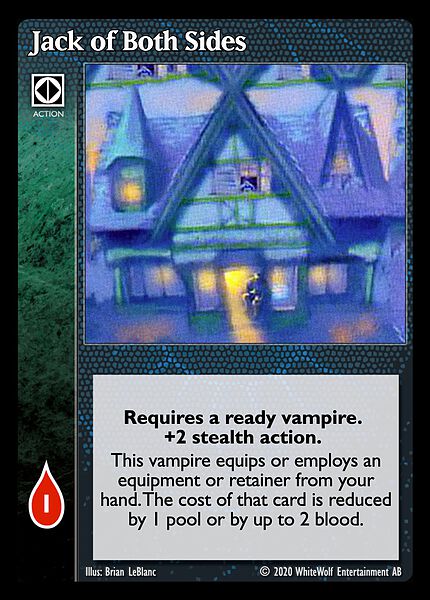 Jack of Both Sides
ACTION
Requires a ready vampire.
+2 stealth action.
This vampire equips or employs an
equipment or retainer from your
hand.The cost of that card is reduced
by 1 pool or by up to 2 blood.
1
Illus: Brian LeBlanc
© 2020 WhiteWolf Entertainment AB